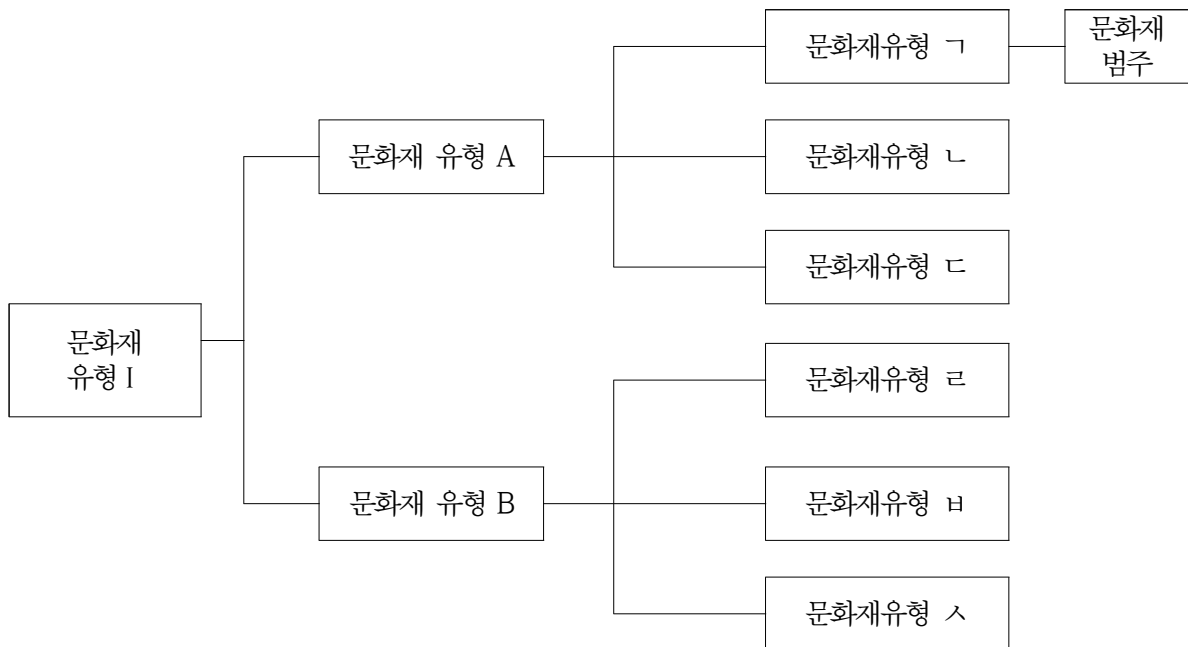 문화재유형 ㄱ
문화재
범주
문화재 유형 A
문화재유형 ㄴ
문화재유형 ㄷ
문화재
유형 I
문화재유형 ㄹ
문화재 유형 B
문화재유형 ㅂ
문화재유형 ㅅ